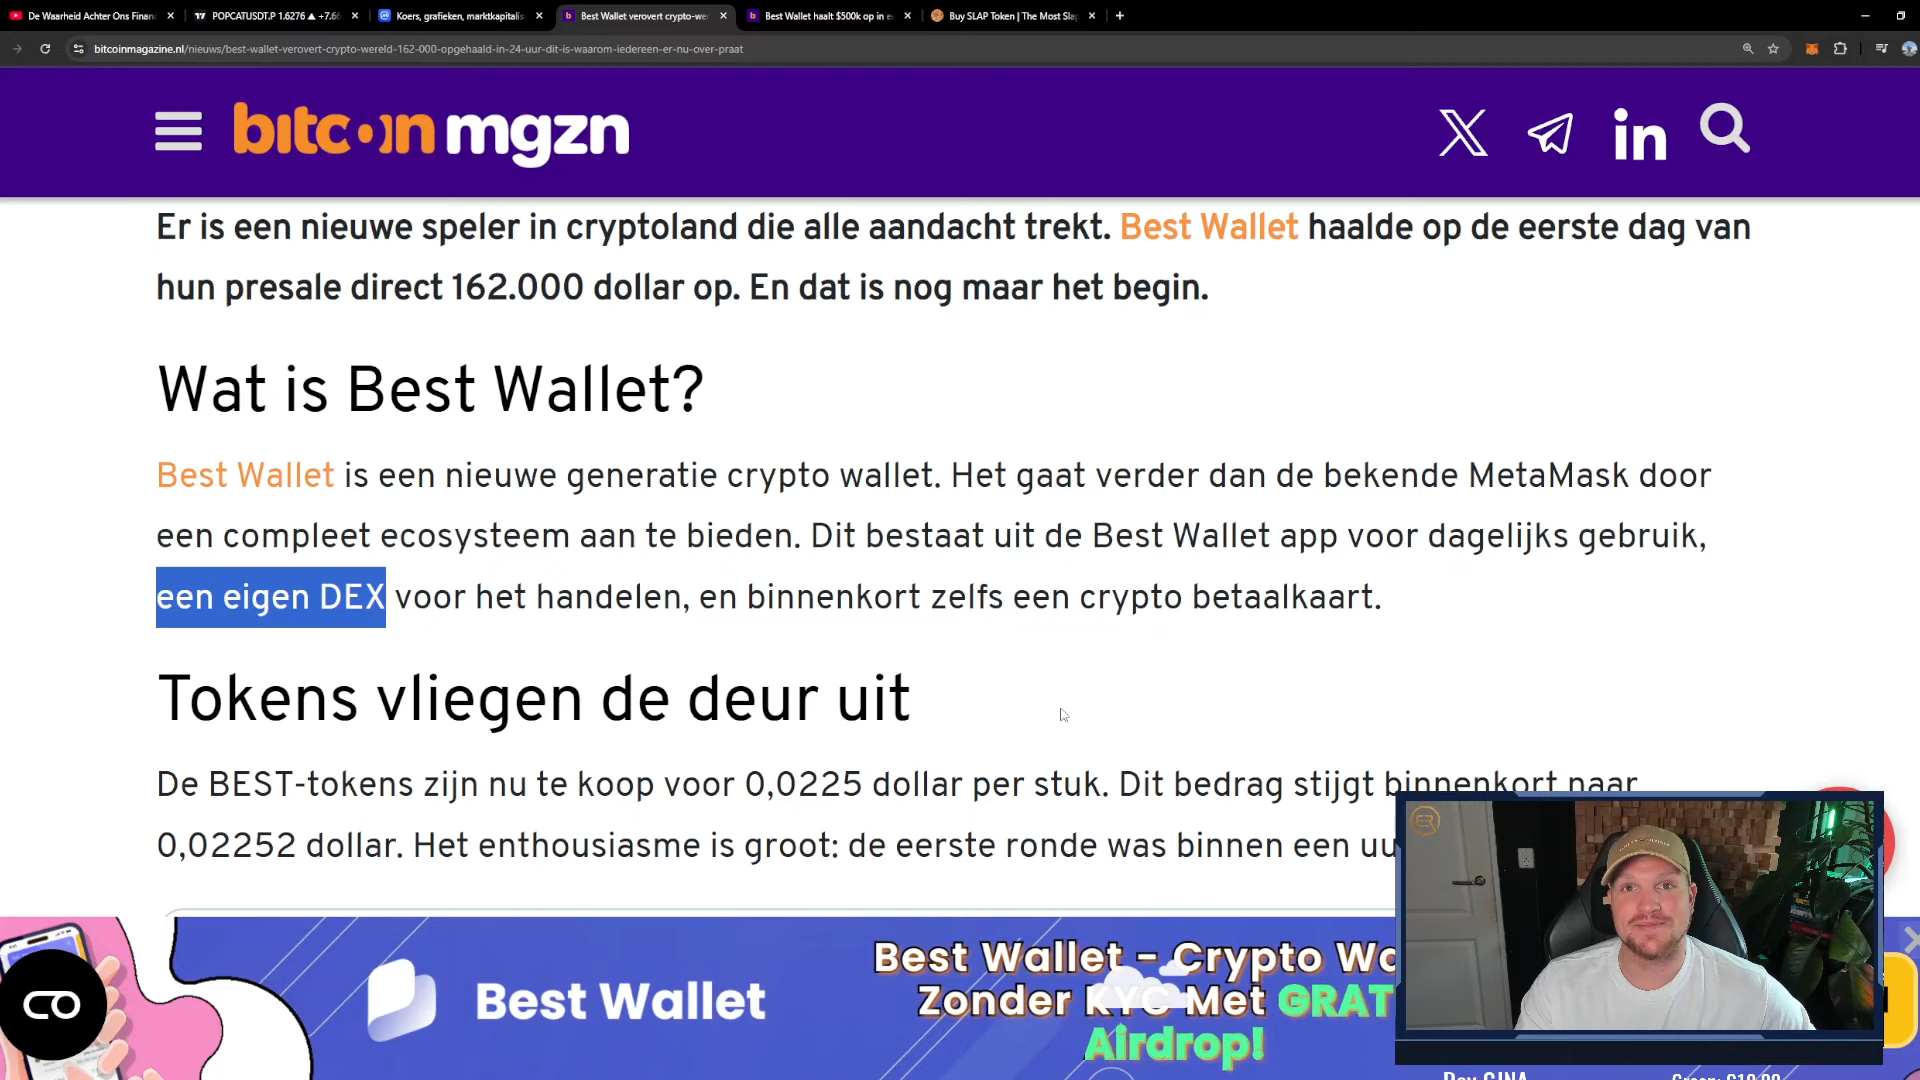 De Waarheid Achter Ons Financ
POPCATUSDT.P 1.6276 ▲ +7.66
Koers, grafieken, marktkapitalis
Best Wallet verovert crypto-we
Best Wallet haalt $500k op in e
Buy SLAP Token | The Most Sla
bitcoinmagazine.nl/nieuws/best-wallet-verovert-crypto-wereld-162-000-opgehaald-in-24-uur-dit-is-waarom-iedereen-er-nu-over-praat
bitcoin mgzn
Er is een nieuwe speler in cryptoland die alle aandacht trekt. Best Wallet haalde op de eerste dag van
hun presale direct 162.000 dollar op. En dat is nog maar het begin.
Wat is Best Wallet?
Best Wallet is een nieuwe generatie crypto wallet. Het gaat verder dan de bekende MetaMask door
een compleet ecosysteem aan te bieden. Dit bestaat uit de Best Wallet app voor dagelijks gebruik,
een eigen DEX voor het handelen, en binnenkort zelfs een crypto betaalkaart.
Tokens vliegen de deur uit
De BEST-tokens zijn nu te koop voor 0,0225 dollar per stuk. Dit bedrag stijgt binnenkort naar
0,02252 dollar. Het enthousiasme is groot: de eerste ronde was binnen een uu
Best Wallet
Best Wallet – Crypto Wa
Zonder KYC Met GRAT
Airdrop!